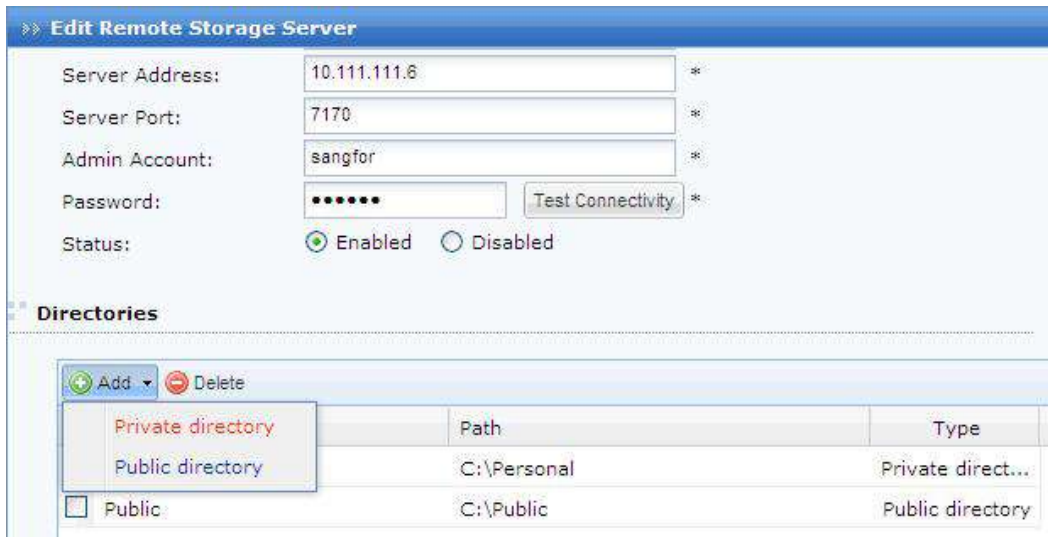 Edit Remote Storage Server
Server Address: 10.111.111.6 *
Server Port: 7170 *
Admin Account: sangfor *
Password: •••••• Test Connectivity *
Status: Enabled Disabled
Directories
Add Delete
Private directory Path Type
Public directory C:\Personal Private direct...
Public C:\Public Public directory